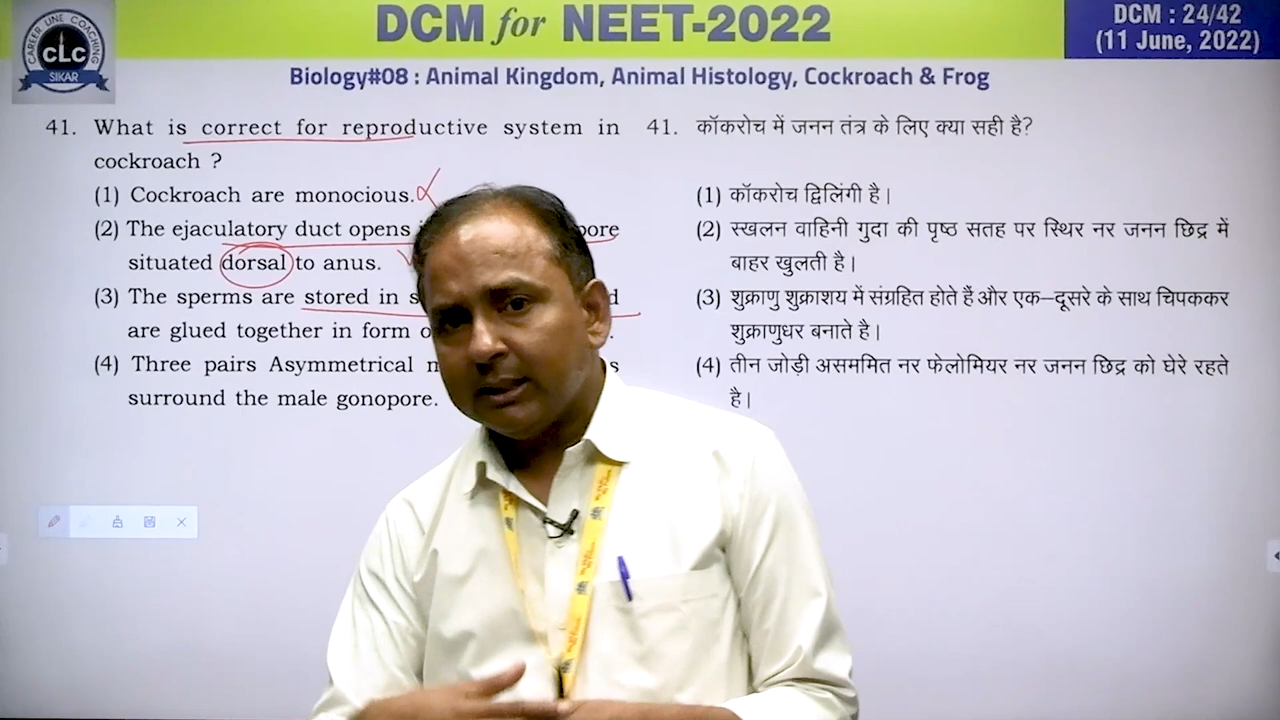 CAREER LINE COACHING
CLC
SIKAR
DCM for NEET-2022
DCM : 24/42
(11 June, 2022)
Biology#08 : Animal Kingdom, Animal Histology, Cockroach & Frog
41. What is correct for reproductive system in
cockroach ?
(1) Cockroach are monocious.
(2) The ejaculatory duct opens
situated dorsal to anus.
(3) The sperms are stored in
are glued together in form
(4) Three pairs Asymmetrical
surround the male gonopore.
41. कॉकरोच में जनन तंत्र के लिए क्या सही है?
(1) कॉकरोच द्विलिंगी है।
(2) स्खलन वाहिनी गुदा की पृष्ठ सतह पर स्थिर नर जनन छिद्र में
बाहर खुलती है।
(3) शुक्राणु शुक्राशय में संग्रहित होते हैं और एक–दूसरे के साथ चिपककर
शुक्राणुधर बनाते है।
(4) तीन जोड़ी असममित नर फेलोमियर नर जनन छिद्र को घेरे रहते
है।